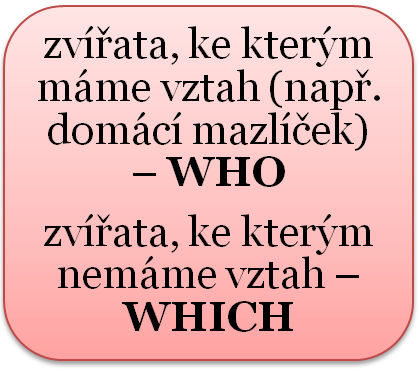 zvířata, ke kterým
máme vztah (např.
domácí mazlíček)
– WHO
zvířata, ke kterým
nemáme vztah –
WHICH